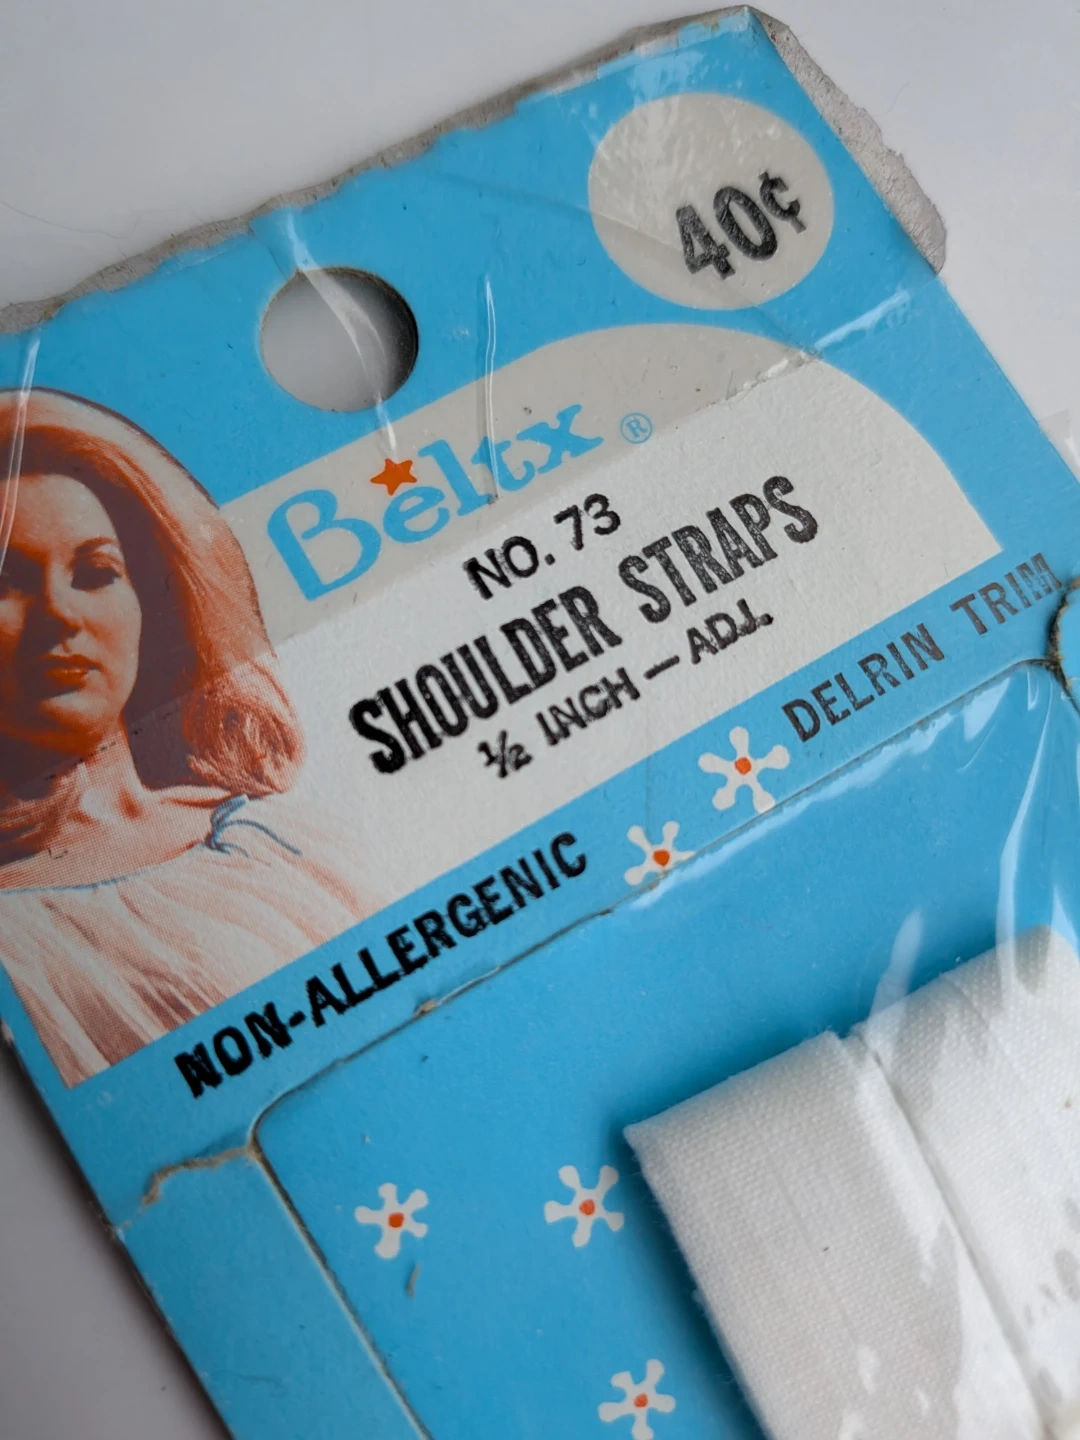 40¢
Beltx ®
NO. 73
SHOULDER STRAPS
½ INCH — ADJ.
NON-ALLERGENIC DELRIN TRIM